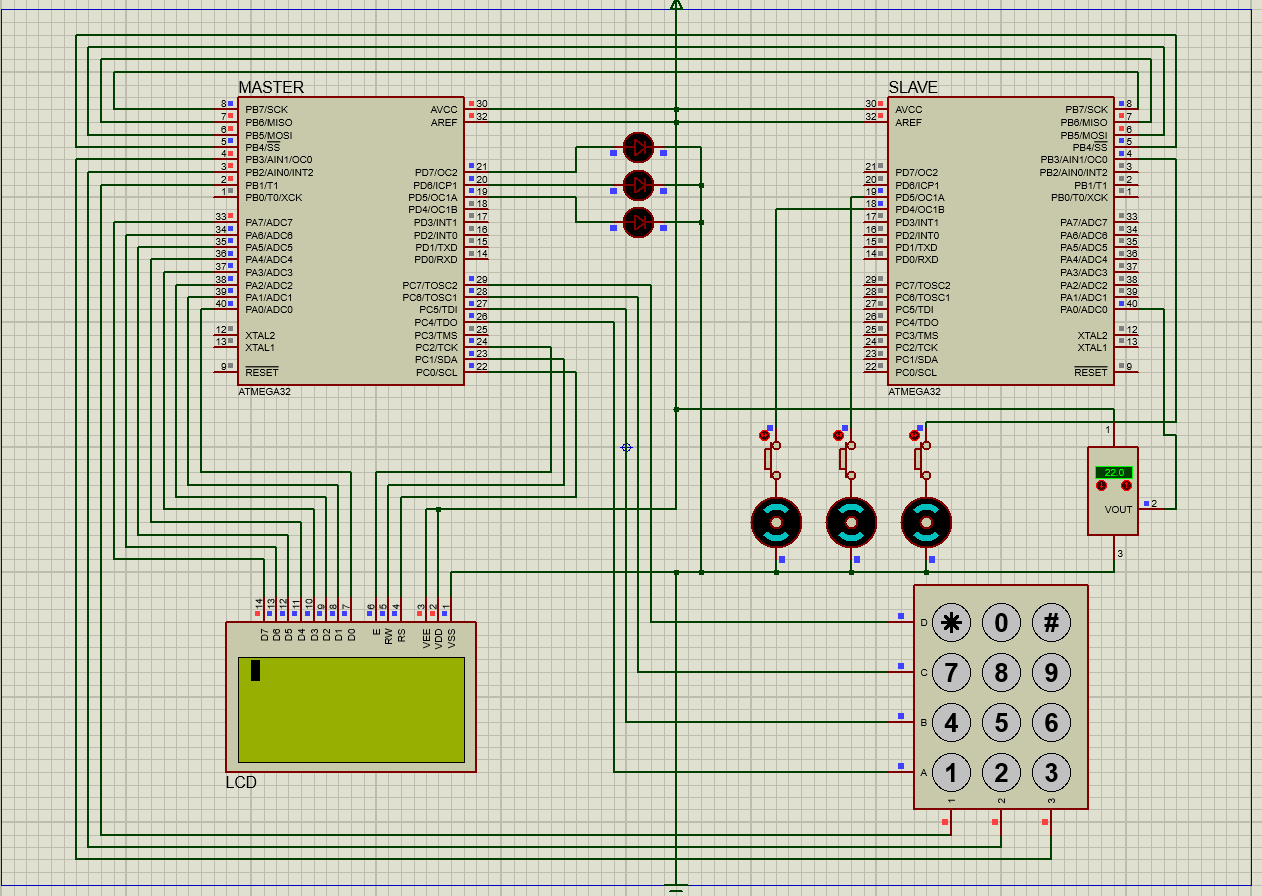 MASTER
8 PB7/SCK
7 PB6/MISO
6 PB5/MOSI
5 PB4/SS
4 PB3/AIN1/OC0
3 PB2/AIN0/INT2
2 PB1/T1
1 PB0/T0/XCK
33 PA7/ADC7
34 PA6/ADC6
35 PA5/ADC5
36 PA4/ADC4
37 PA3/ADC3
38 PA2/ADC2
39 PA1/ADC1
40 PA0/ADC0
12 XTAL2
13 XTAL1
9 RESET
AVCC 30
AREF 32
PD7/OC2 21
PD6/ICP1 20
PD5/OC1A 19
PD4/OC1B 18
PD3/INT1 17
PD2/INT0 16
PD1/TXD 15
PD0/RXD 14
PC7/TOSC2 29
PC6/TOSC1 28
PC5/TDI 27
PC4/TDO 26
PC3/TMS 25
PC2/TCK 24
PC1/SDA 23
PC0/SCL 22
ATMEGA32
SLAVE
30 AVCC
32 AREF
21 PD7/OC2
20 PD6/ICP1
19 PD5/OC1A
18 PD4/OC1B
17 PD3/INT1
16 PD2/INT0
15 PD1/TXD
14 PD0/RXD
29 PC7/TOSC2
28 PC6/TOSC1
27 PC5/TDI
26 PC4/TDO
25 PC3/TMS
24 PC2/TCK
23 PC1/SDA
22 PC0/SCL
PB7/SCK 8
PB6/MISO 7
PB5/MOSI 6
PB4/SS 5
PB3/AIN1/OC0 4
PB2/AIN0/INT2 3
PB1/T1 2
PB0/T0/XCK 1
PA7/ADC7 33
PA6/ADC6 34
PA5/ADC5 35
PA4/ADC4 36
PA3/ADC3 37
PA2/ADC2 38
PA1/ADC1 39
PA0/ADC0 40
XTAL2 12
XTAL1 13
RESET 9
ATMEGA32
1
22.0
VOUT 2
3
14 13 12 11 10 9 8 7 6 5 4 3 2 1
D7 D6 D5 D4 D3 D2 D1 D0 E RW RS VEE VDD VSS
LCD
D * 0 #
C 7 8 9
B 4 5 6
A 1 2 3
1 2 3